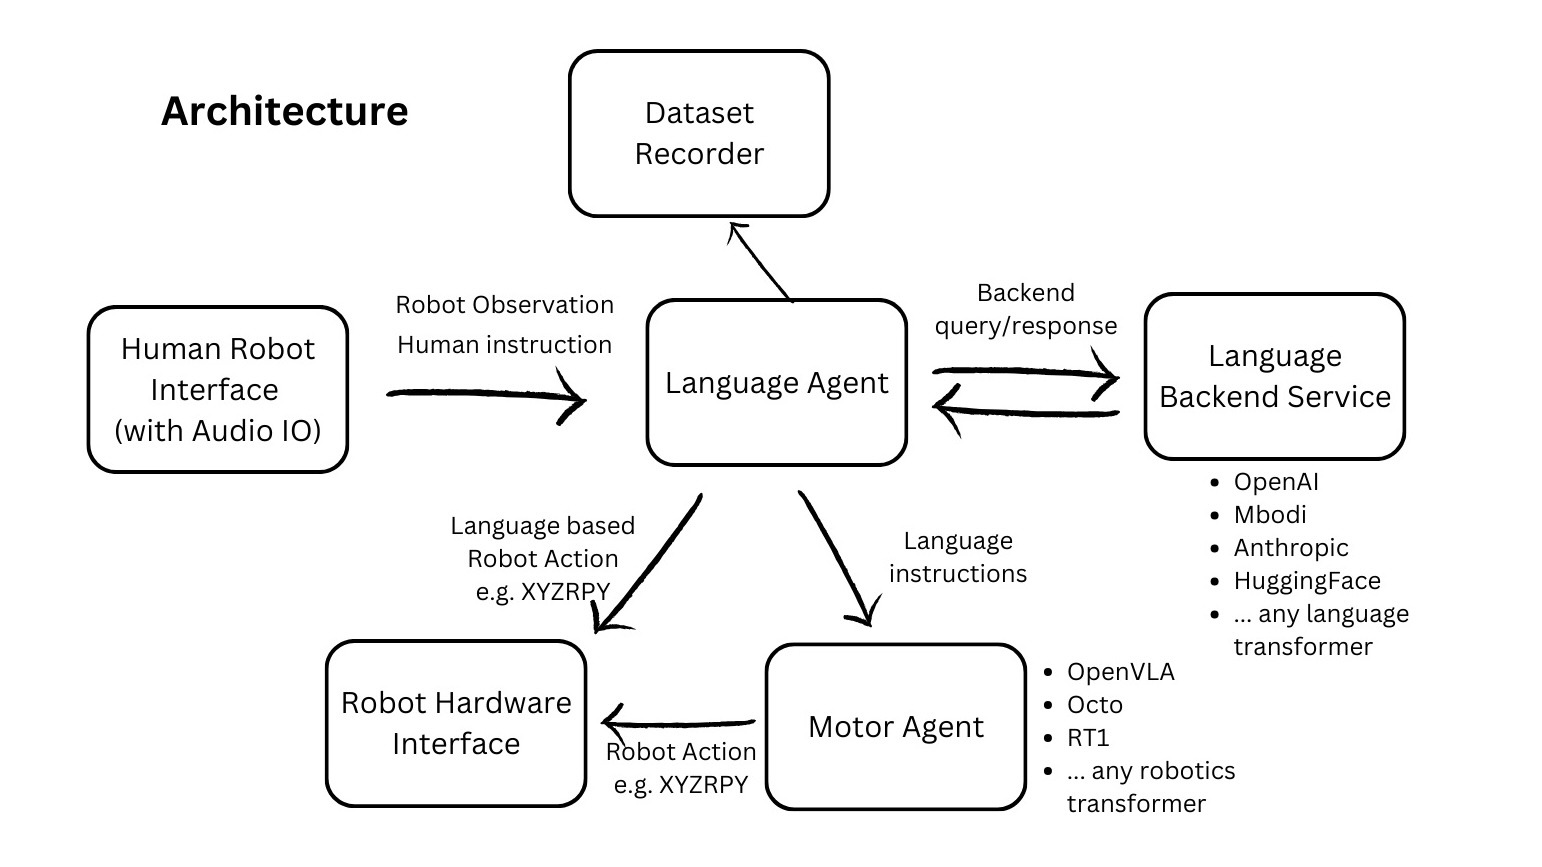 Architecture
Dataset
Recorder
Robot Observation
Human instruction
Backend
query/response
Human Robot
Interface
(with Audio IO)
Language Agent
Language
Backend Service
• OpenAI
• Mbodi
• Anthropic
• HuggingFace
• ... any language
transformer
Language based
Robot Action
e.g. XYZRPY
Language
instructions
Robot Hardware
Interface
Robot Action
e.g. XYZRPY
Motor Agent
• OpenVLA
• Octo
• RT1
• ... any robotics
transformer